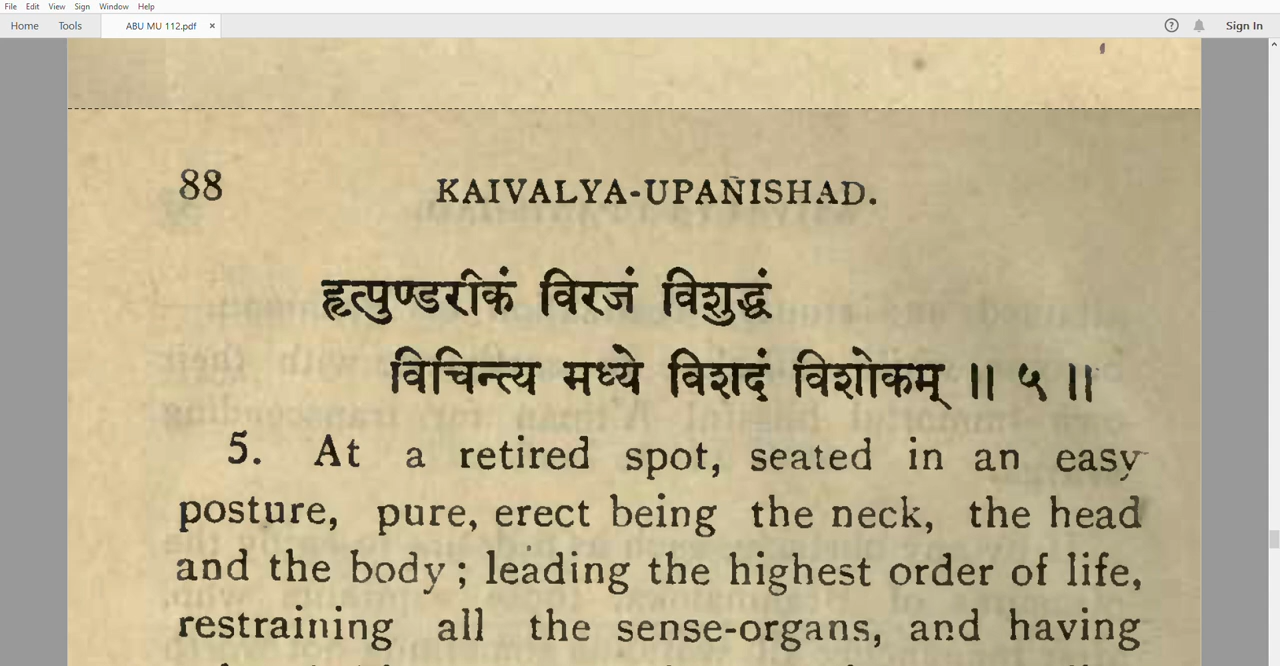 File Edit View Sign Window Help
Home Tools ABU MU 112.pdf × Sign In
88 KAIVALYA-UPAÑISHAD.
हृत्पुण्डरीकं विरजं विशुद्धं
विचिन्त्य मध्ये विशदं विशोकम् ॥ ५ ॥
5. At a retired spot, seated in an easy
posture, pure, erect being the neck, the head
and the body; leading the highest order of life,
restraining all the sense-organs, and having